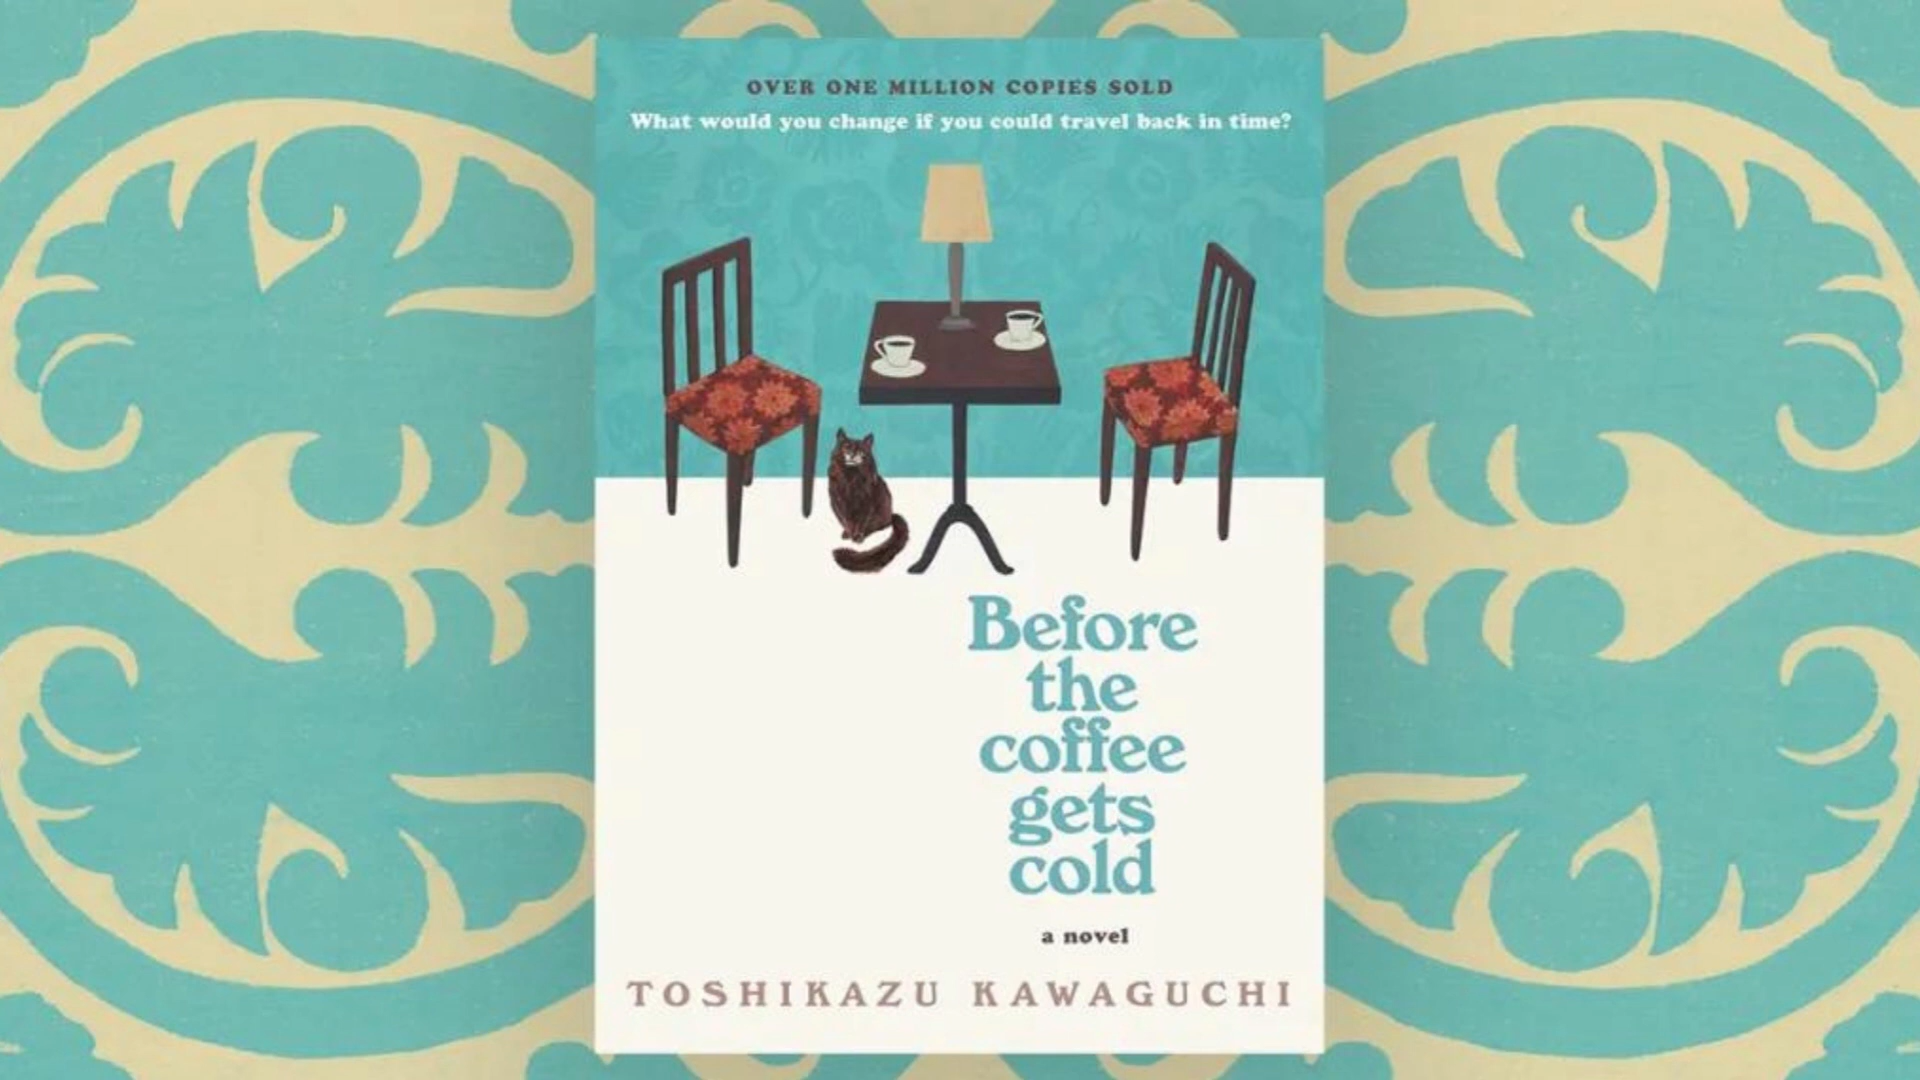 OVER ONE MILLION COPIES SOLD
What would you change if you could travel back in time?
Before
the
coffee
gets
cold
a novel
TOSHIKAZU KAWAGUCHI